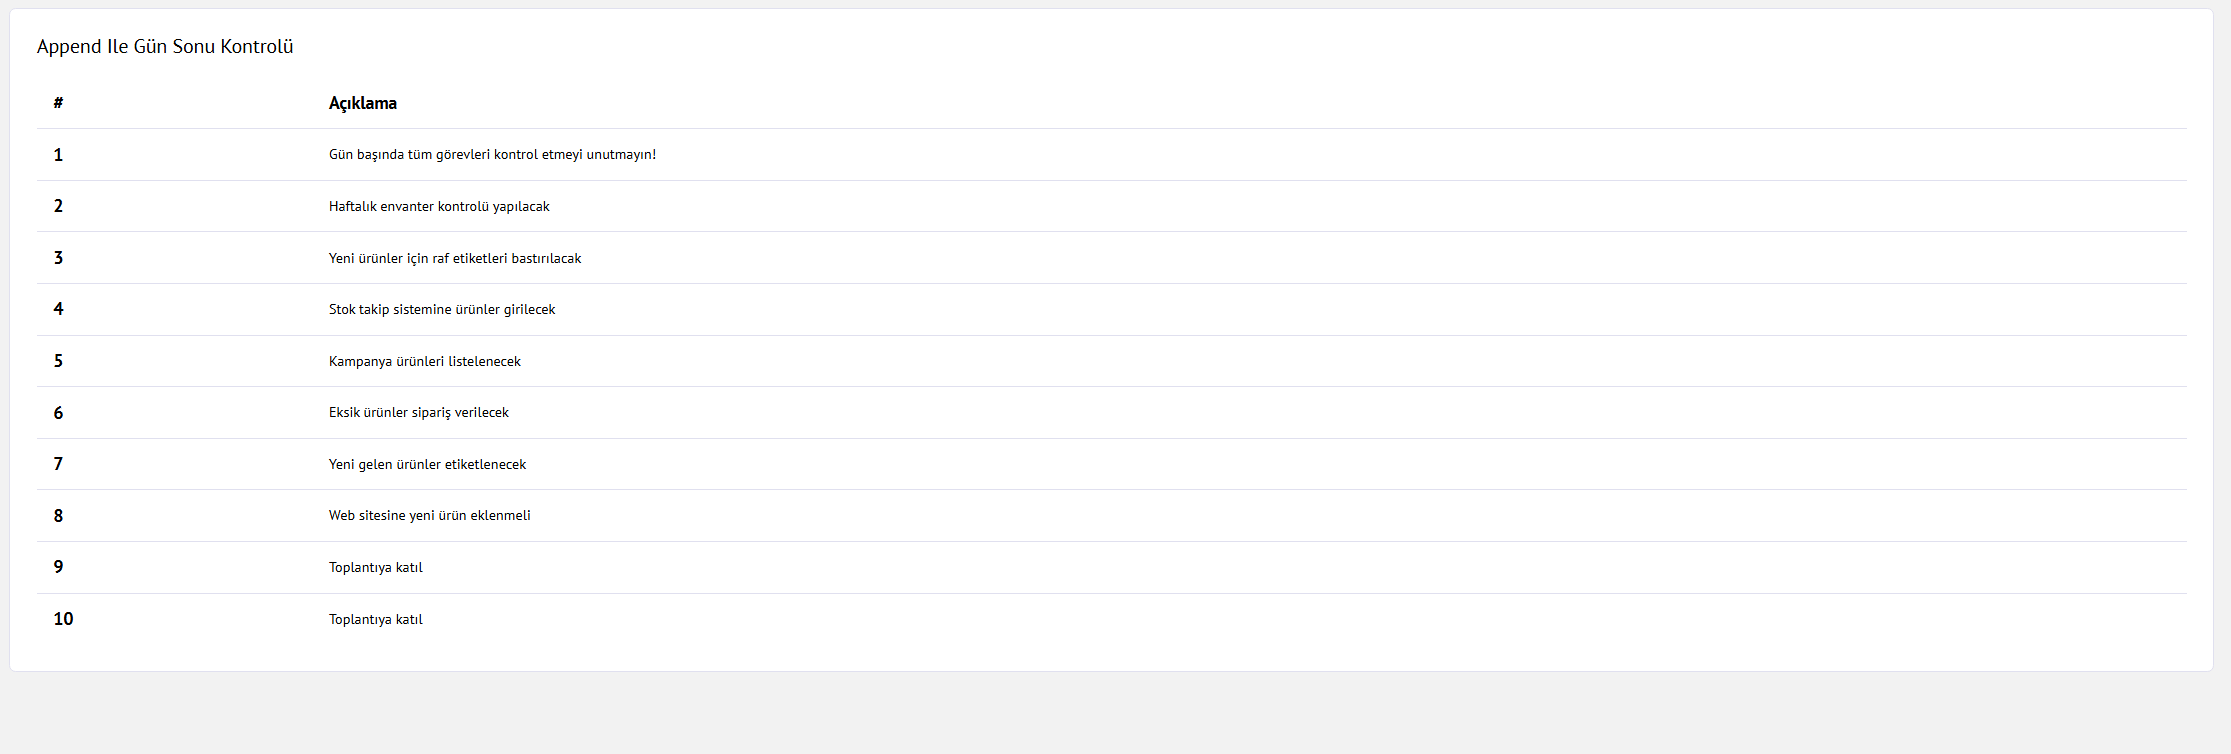 Append Ile Gün Sonu Kontrolü
# Açıklama
1 Gün başında tüm görevleri kontrol etmeyi unutmayın!
2 Haftalık envanter kontrolü yapılacak
3 Yeni ürünler için raf etiketleri bastırılacak
4 Stok takip sistemine ürünler girilecek
5 Kampanya ürünleri listelenecek
6 Eksik ürünler sipariş verilecek
7 Yeni gelen ürünler etiketlenecek
8 Web sitesine yeni ürün eklenmeli
9 Toplantıya katıl
10 Toplantıya katıl